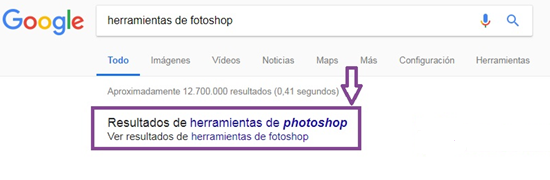 Google herramientas de fotoshop
Todo Imágenes Vídeos Noticias Maps Más Configuración Herramientas
Aproximadamente 12.700.000 resultados (0,41 segundos)
Resultados de herramientas de photoshop
Ver resultados de herramientas de fotoshop